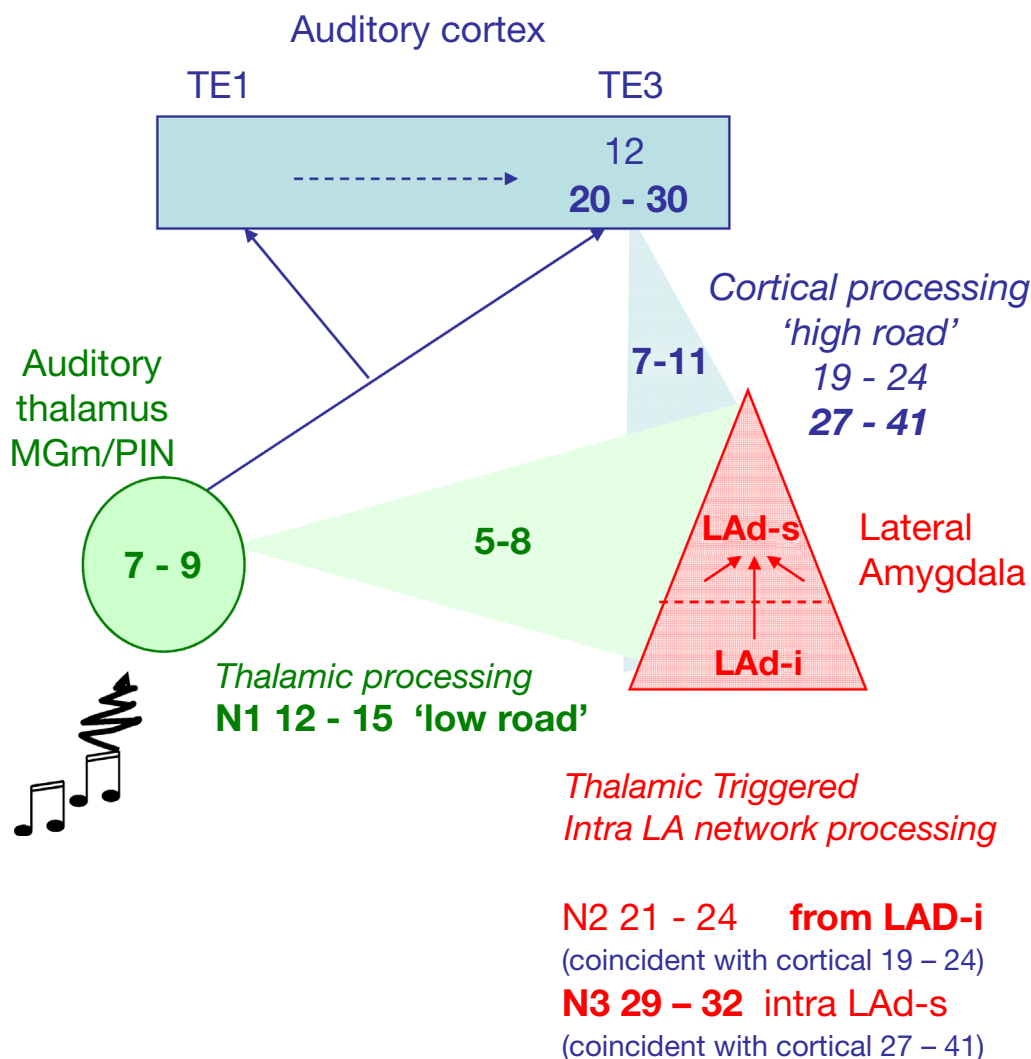 Auditory cortex
TE1
TE3
12
20 - 30
Cortical processing
‘high road’
19 - 24
27 - 41
7-11
Auditory
thalamus
MGm/PIN
7 - 9
5-8
LAd-s
LAd-i
Lateral
Amygdala
Thalamic processing
N1 12 - 15 ‘low road’
Thalamic Triggered
Intra LA network processing
N2 21 - 24 from LAD-i
(coincident with cortical 19 – 24)
N3 29 – 32 intra LAd-s
(coincident with cortical 27 – 41)